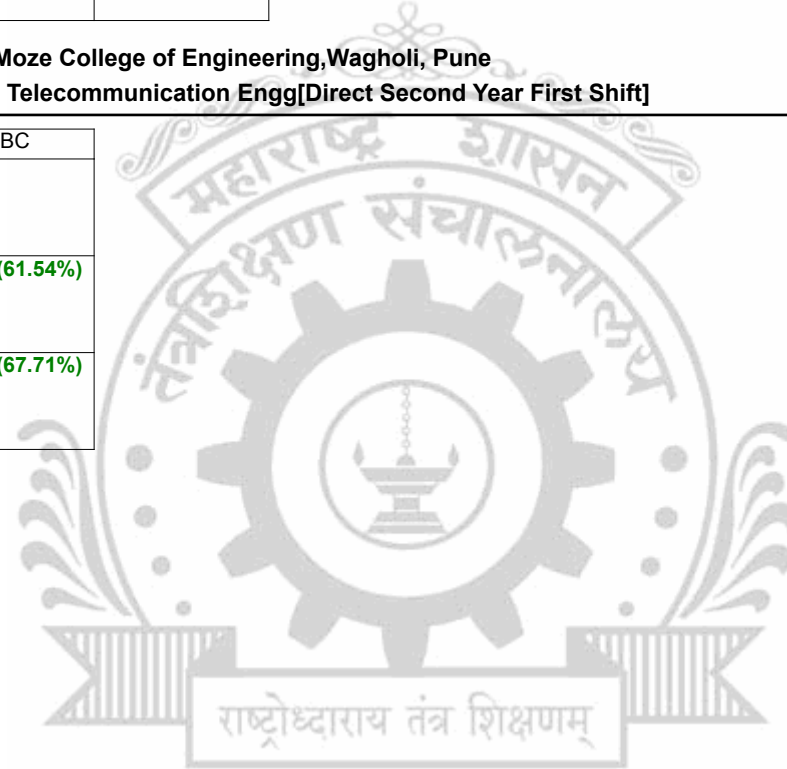 Moze College of Engineering,Wagholi, Pune
Telecommunication Engg[Direct Second Year First Shift]
BC
(61.54%)
(67.71%)
महाराष्ट्र शासन
तंत्रशिक्षण संचालनालय
राष्ट्रोध्दाराय तंत्र शिक्षणम्